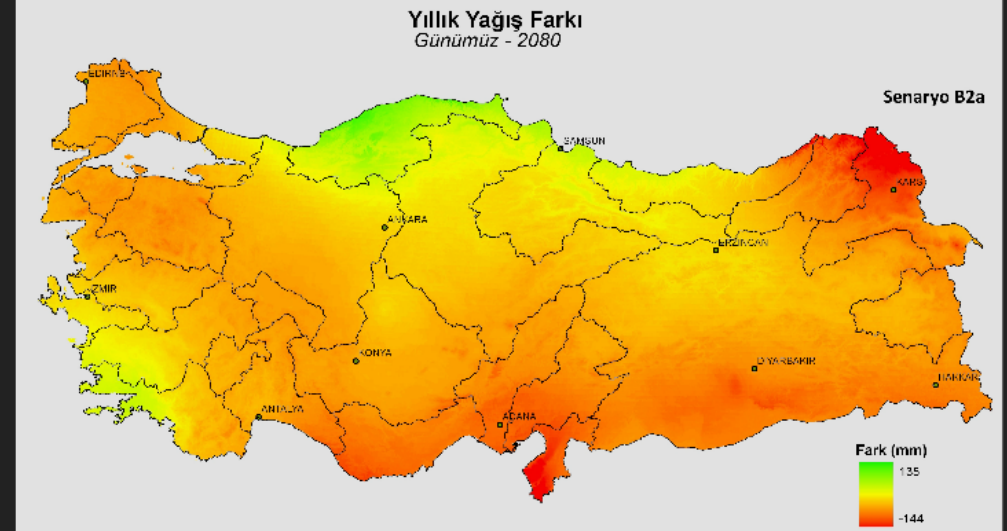 Yıllık Yağış Farkı
Günümüz - 2080
EDİRNE
Senaryo B2a
SAMSUN
KARS
ANKARA
ERZİNCAN
İZMİR
KONYA
DİYARBAKIR
HAKKARİ
ANTALYA
ADANA
Fark (mm)
135
-144